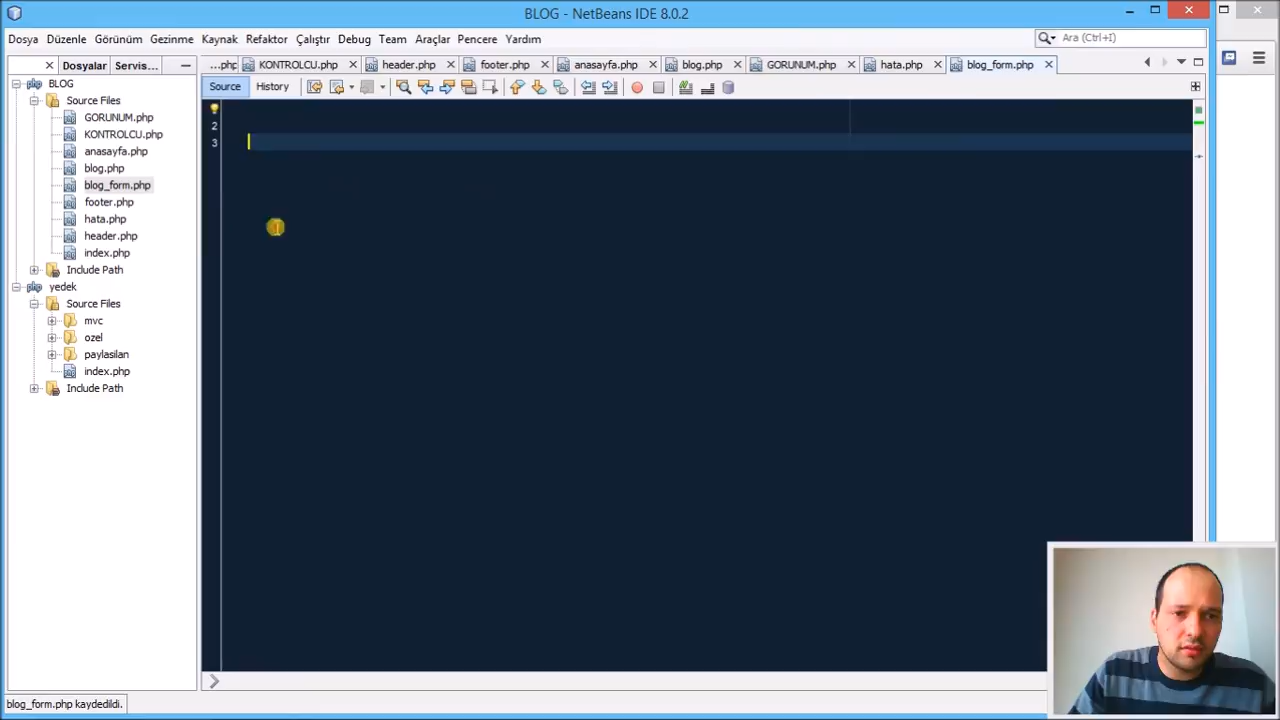 BLOG - NetBeans IDE 8.0.2
Dosya Düzenle Görünüm Gezinme Kaynak Refaktor Çalıştır Debug Team Araçlar Pencere Yardım
Ara (Ctrl+I)
Dosyalar Servis...
...php KONTROLCU.php header.php footer.php anasayfa.php blog.php GORUNUM.php hata.php blog_form.php
Source History
BLOG
Source Files
GORUNUM.php
KONTROLCU.php
anasayfa.php
blog.php
blog_form.php
footer.php
hata.php
header.php
index.php
Include Path
yedek
Source Files
mvc
ozel
paylasilan
index.php
Include Path
2
3
blog_form.php kaydedildi.